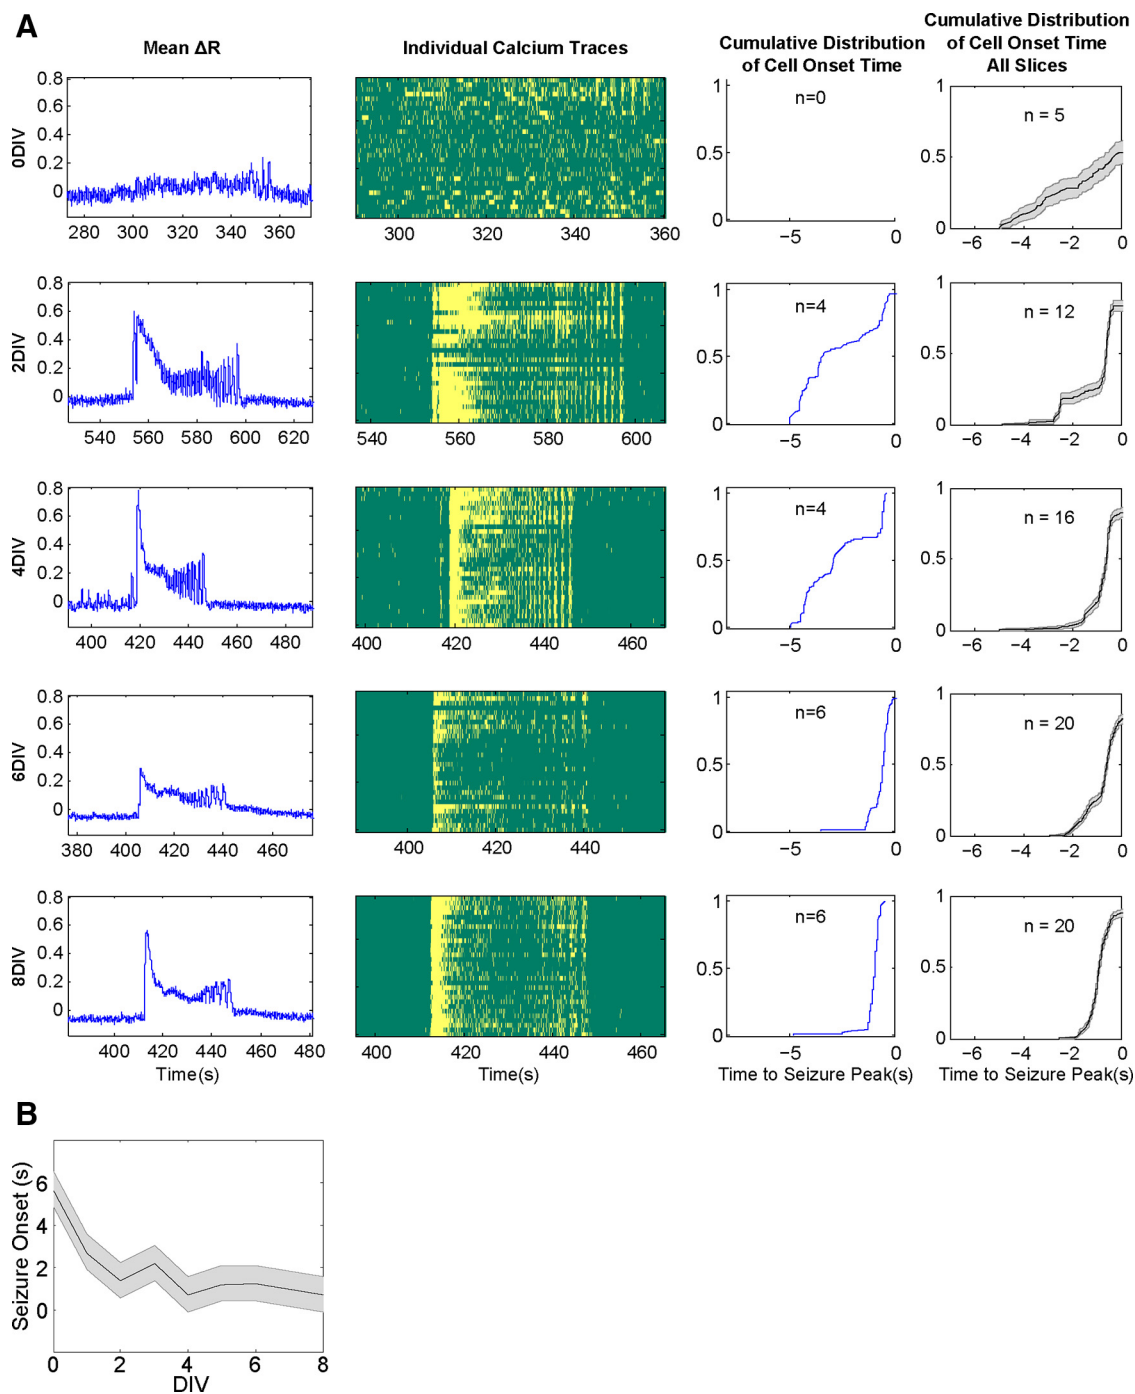 A
Mean ΔR
Individual Calcium Traces
Cumulative Distribution
of Cell Onset Time
Cumulative Distribution
of Cell Onset Time
All Slices
0DIV
0.8
0.6
0.4
0.2
0
280 300 320 340 360
300 320 340 360
n=0
1
0.5
0
−5 0
n = 5
1
0.5
0
−6 −4 −2 0
2DIV
0.8
0.6
0.4
0.2
0
540 560 580 600 620
540 560 580 600
n=4
1
0.5
0
−5 0
n = 12
1
0.5
0
−6 −4 −2 0
4DIV
0.8
0.6
0.4
0.2
0
400 420 440 460 480
400 420 440 460
n=4
1
0.5
0
−5 0
n = 16
1
0.5
0
−6 −4 −2 0
6DIV
0.8
0.6
0.4
0.2
0
380 400 420 440 460
400 420 440
n=6
1
0.5
0
−5 0
n = 20
1
0.5
0
−6 −4 −2 0
8DIV
0.8
0.6
0.4
0.2
0
400 420 440 460 480
Time(s)
400 420 440 460
Time(s)
n=6
1
0.5
0
−5 0
Time to Seizure Peak(s)
n = 20
1
0.5
0
−6 −4 −2 0
Time to Seizure Peak(s)
B
Seizure Onset (s)
6
4
2
0
0 2 4 6 8
DIV